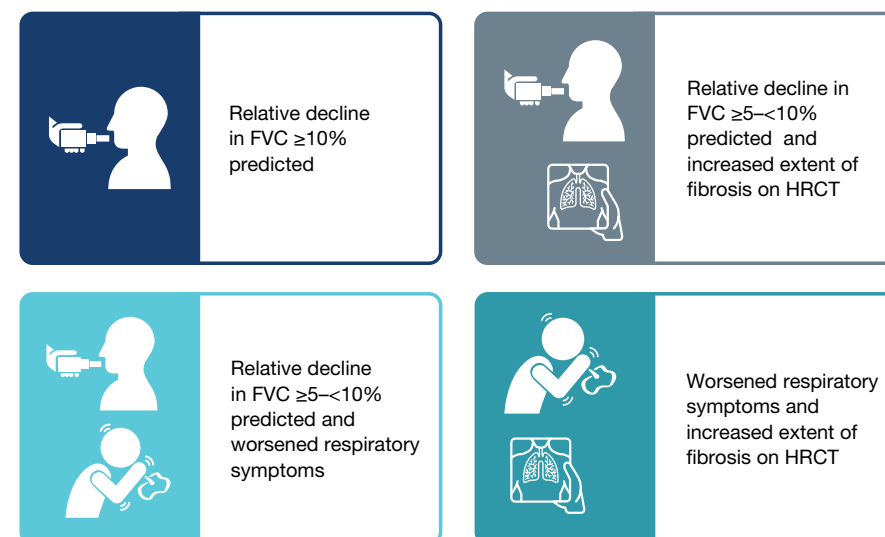 Relative decline
in FVC ≥10%
predicted
Relative decline in
FVC ≥5–<10%
predicted and
increased extent of
fibrosis on HRCT
Relative decline
in FVC ≥5–<10%
predicted and
worsened respiratory
symptoms
Worsened respiratory
symptoms and
increased extent of
fibrosis on HRCT